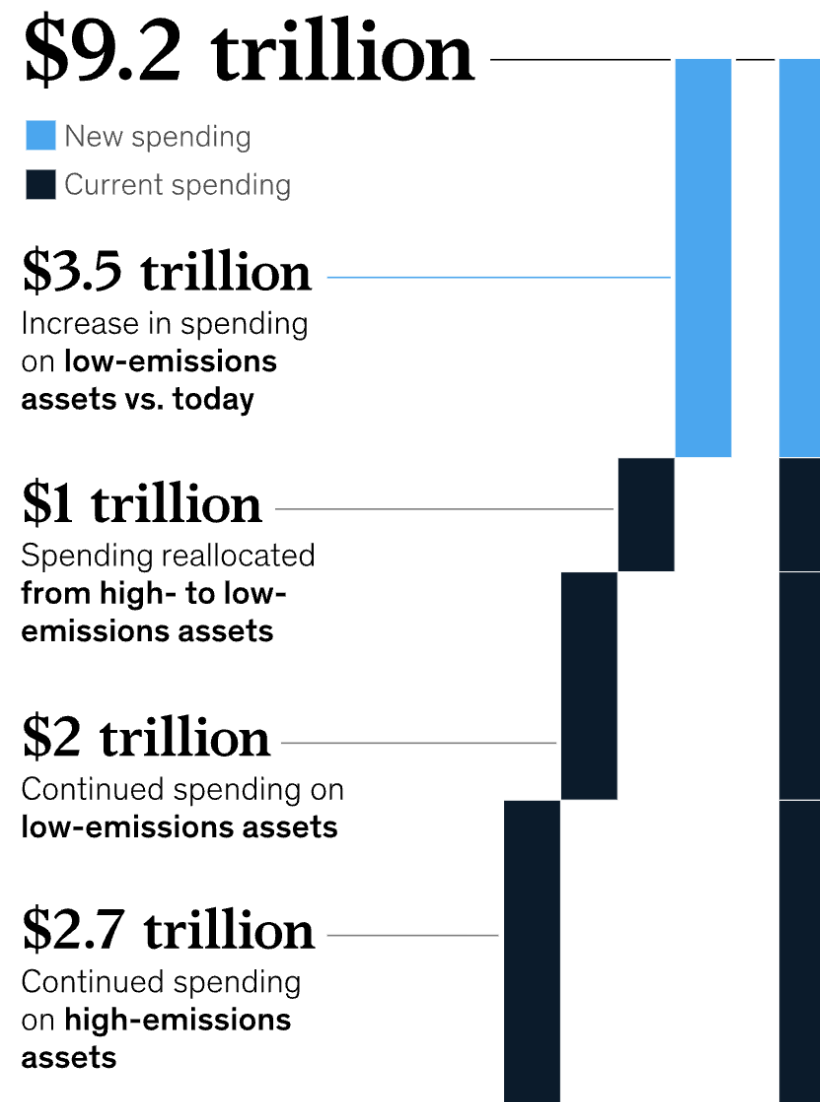 $9.2 trillion
New spending
Current spending
$3.5 trillion
Increase in spending
on low-emissions
assets vs. today
$1 trillion
Spending reallocated
from high- to low-
emissions assets
$2 trillion
Continued spending on
low-emissions assets
$2.7 trillion
Continued spending
on high-emissions
assets